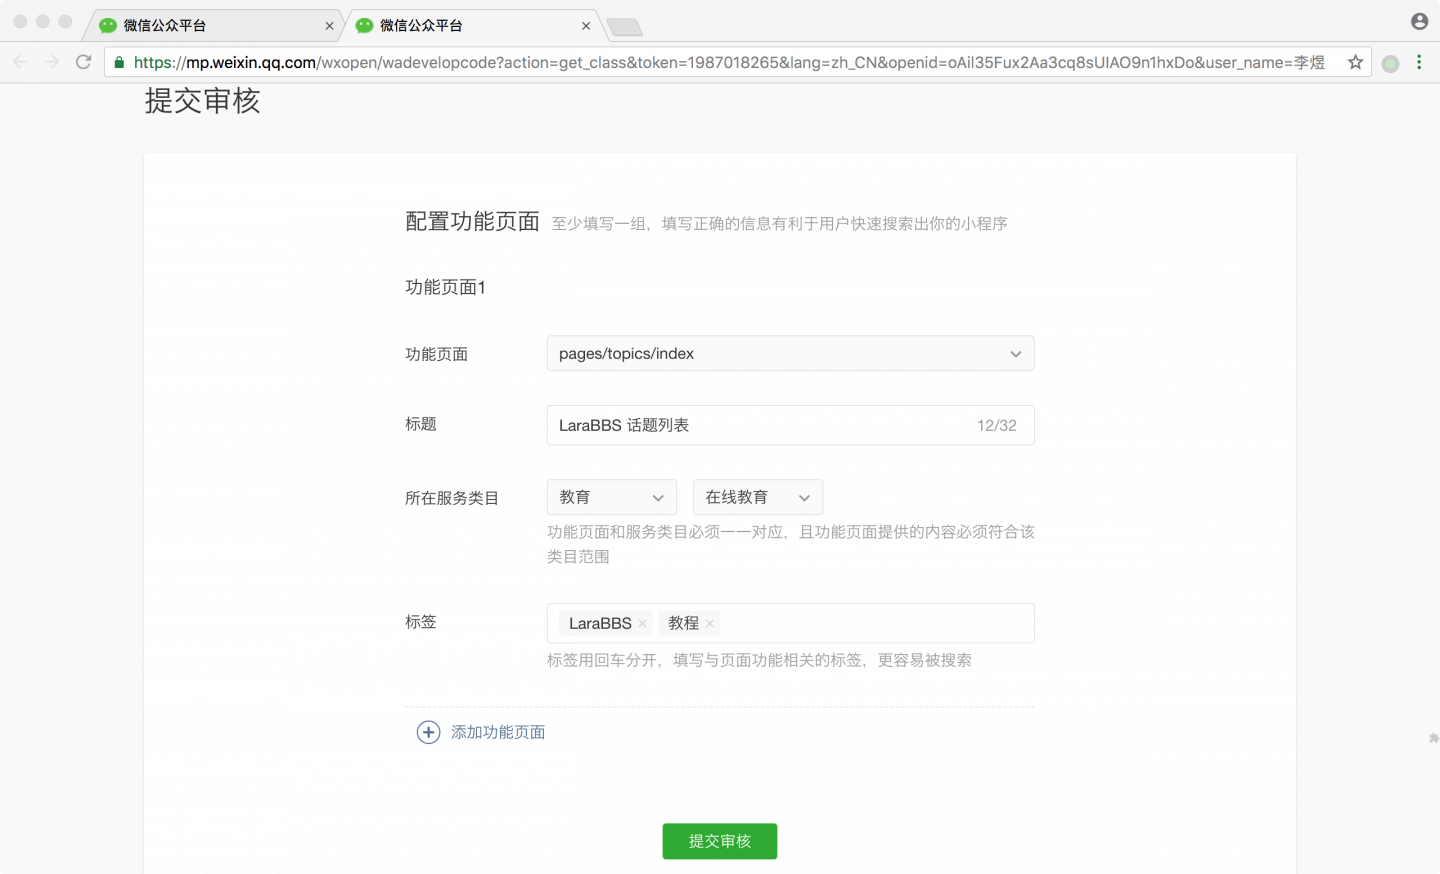 微信公众平台
微信公众平台
https://mp.weixin.qq.com/wxopen/wadevelopcode?action=get_class&token=1987018265&lang=zh_CN&openid=oAil35Fux2Aa3cq8sUIAO9n1hxDo&user_name=李煜
提交审核
配置功能页面 至少填写一组，填写正确的信息有利于用户快速搜索出你的小程序
功能页面1
功能页面 pages/topics/index
标题 LaraBBS 话题列表 12/32
所在服务类目 教育 在线教育
功能页面和服务类目必须一一对应，且功能页面提供的内容必须符合该
类目范围
标签 LaraBBS × 教程 ×
标签用回车分开，填写与页面功能相关的标签，更容易被搜索
添加功能页面
提交审核